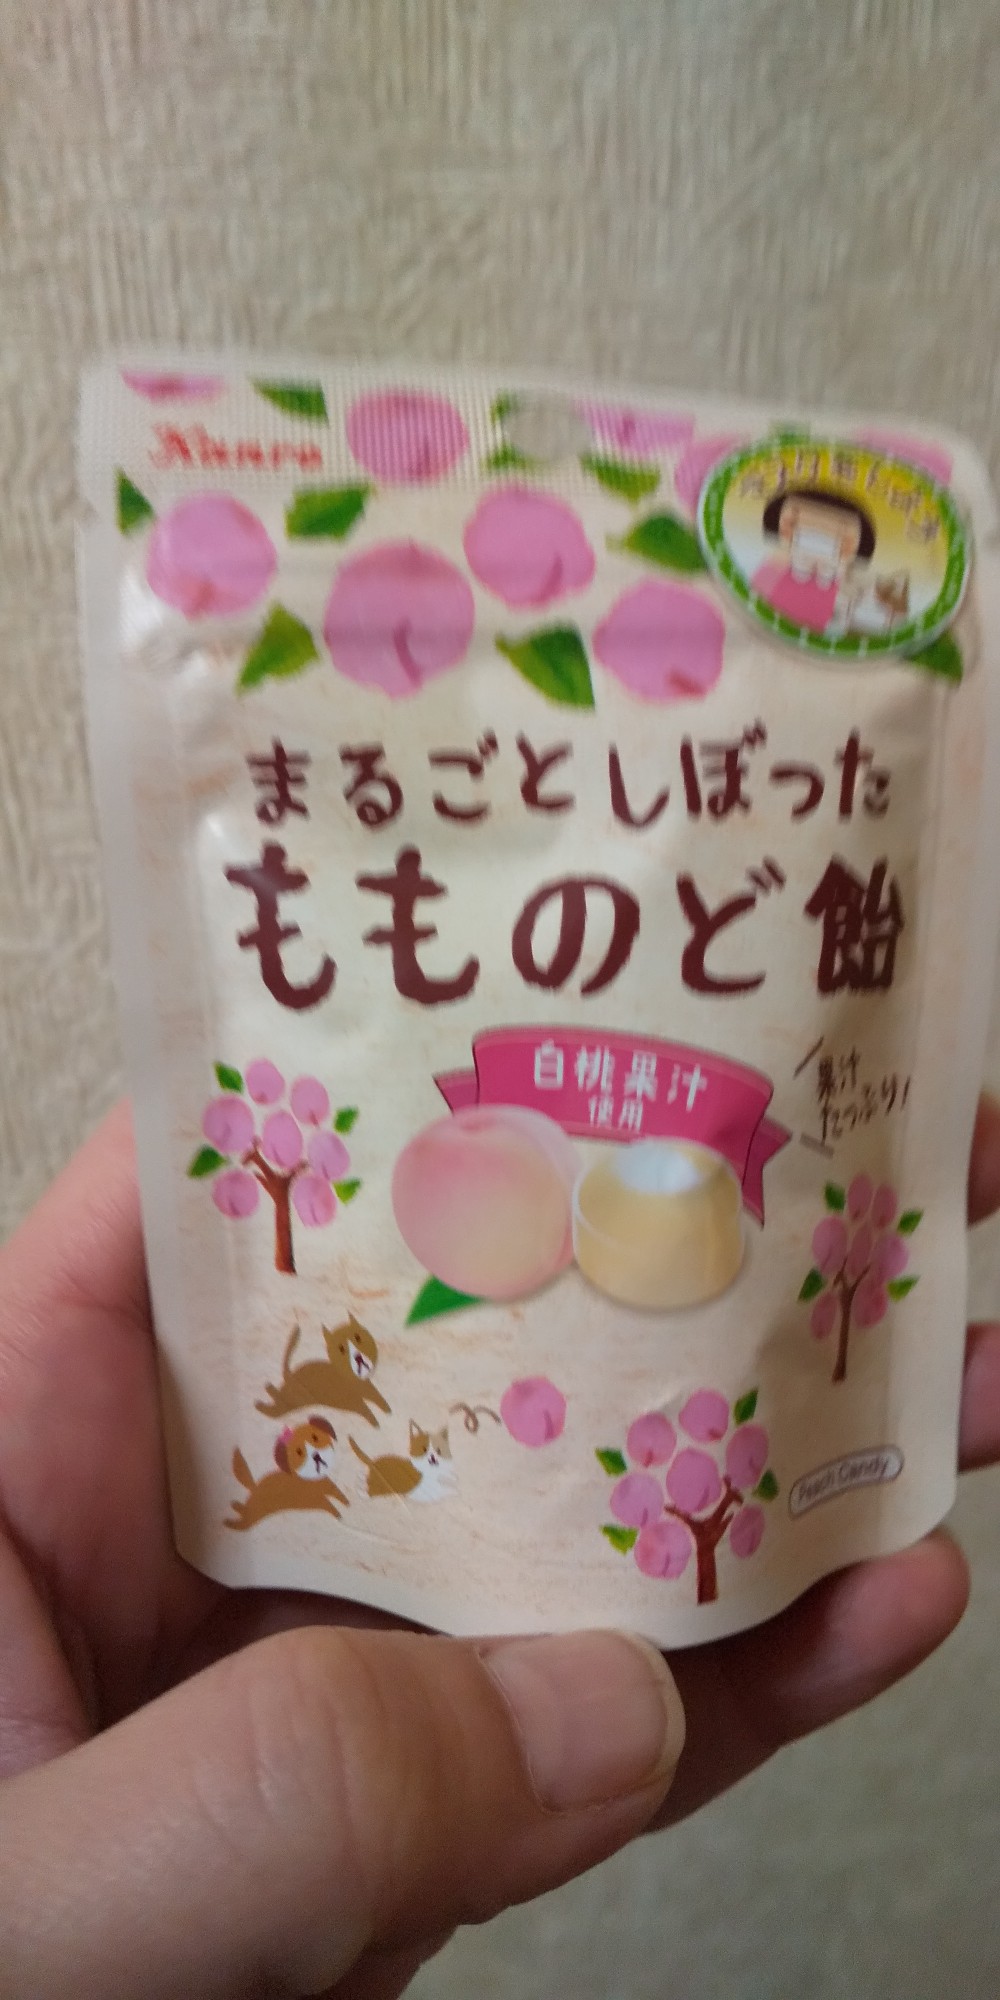 まるごとしぼった
もものど飴
白桃果汁
使用
果汁
たっぷり!
Peach Candy